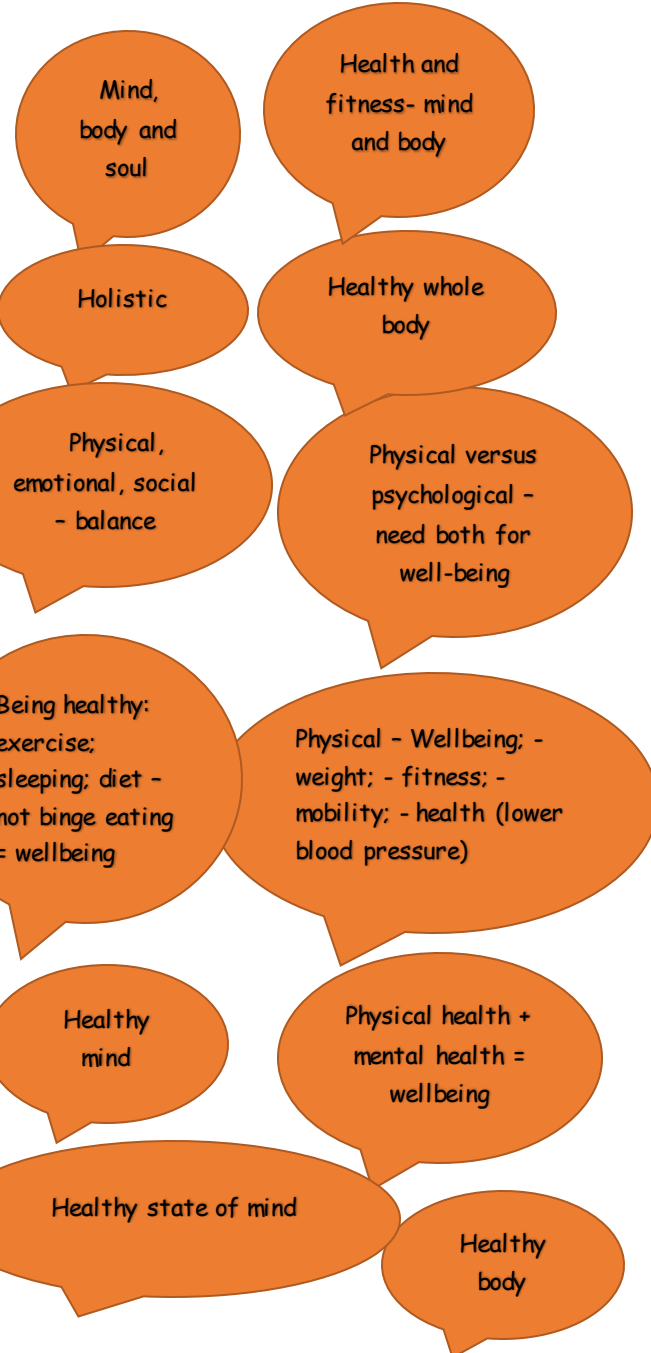 Mind,
body and
soul
Health and
fitness- mind
and body
Holistic
Healthy whole
body
Physical,
emotional, social
– balance
Physical versus
psychological –
need both for
well-being
Being healthy:
exercise;
sleeping; diet –
not binge eating
= wellbeing
Physical – Wellbeing; -
weight; - fitness; -
mobility; - health (lower
blood pressure)
Healthy
mind
Physical health +
mental health =
wellbeing
Healthy state of mind
Healthy
body